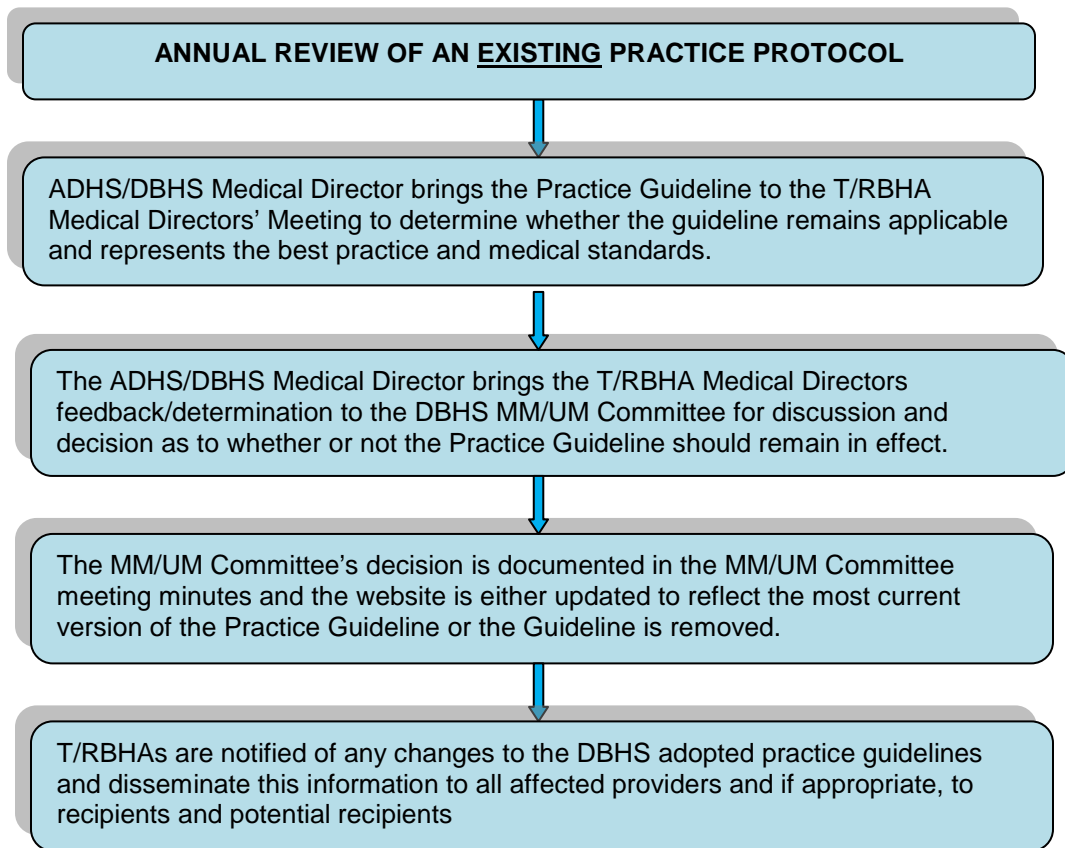 ANNUAL REVIEW OF AN EXISTING PRACTICE PROTOCOL
ADHS/DBHS Medical Director brings the Practice Guideline to the T/RBHA
Medical Directors’ Meeting to determine whether the guideline remains applicable
and represents the best practice and medical standards.
The ADHS/DBHS Medical Director brings the T/RBHA Medical Directors
feedback/determination to the DBHS MM/UM Committee for discussion and
decision as to whether or not the Practice Guideline should remain in effect.
The MM/UM Committee’s decision is documented in the MM/UM Committee
meeting minutes and the website is either updated to reflect the most current
version of the Practice Guideline or the Guideline is removed.
T/RBHAs are notified of any changes to the DBHS adopted practice guidelines
and disseminate this information to all affected providers and if appropriate, to
recipients and potential recipients